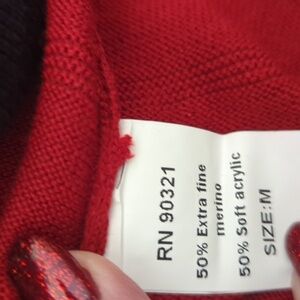 RN 90321
50% Extra fine
merino
50% Soft acrylic
SIZE:M